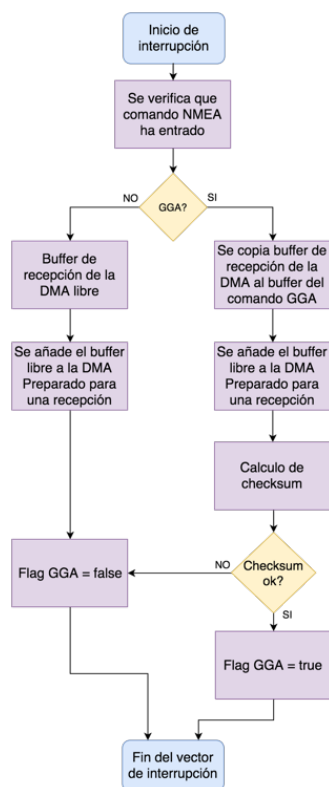 Inicio de
interrupción
Se verifica que
comando NMEA
ha entrado
NO
GGA?
SI
Buffer de
recepción de la
DMA libre
Se copia buffer de
recepción de la
DMA al buffer del
comando GGA
Se añade el buffer
libre a la DMA
Preparado para
una recepción
Se añade el buffer
libre a la DMA
Preparado para
una recepción
Calculo de
checksum
Flag GGA = false
NO
Checksum
ok?
SI
Flag GGA = true
Fin del vector
de interrupción